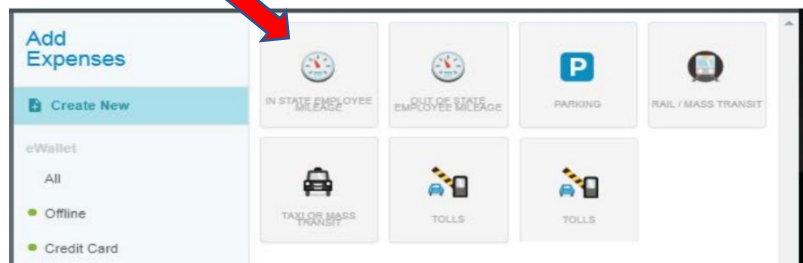 Add
Expenses
Create New
eWallet
All
Offline
Credit Card
IN STATE EMPLOYEE
MILEAGE
OUT OF STATE
EMPLOYEE MILEAGE
P
PARKING
RAIL / MASS TRANSIT
TAXI OR MASS
TRANSIT
TOLLS
TOLLS